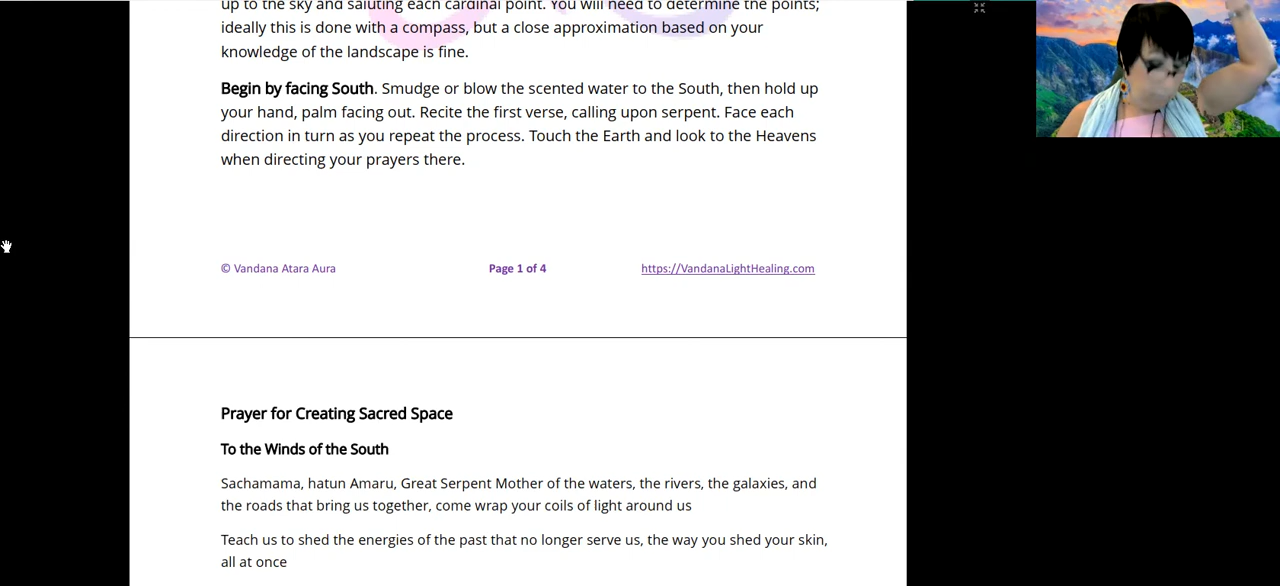 up to the sky and saluting each cardinal point. You will need to determine the points;
ideally this is done with a compass, but a close approximation based on your
knowledge of the landscape is fine.
Begin by facing South. Smudge or blow the scented water to the South, then hold up
your hand, palm facing out. Recite the first verse, calling upon serpent. Face each
direction in turn as you repeat the process. Touch the Earth and look to the Heavens
when directing your prayers there.
© Vandana Atara Aura Page 1 of 4 https://VandanaLightHealing.com
Prayer for Creating Sacred Space
To the Winds of the South
Sachamama, hatun Amaru, Great Serpent Mother of the waters, the rivers, the galaxies, and
the roads that bring us together, come wrap your coils of light around us
Teach us to shed the energies of the past that no longer serve us, the way you shed your skin,
all at once